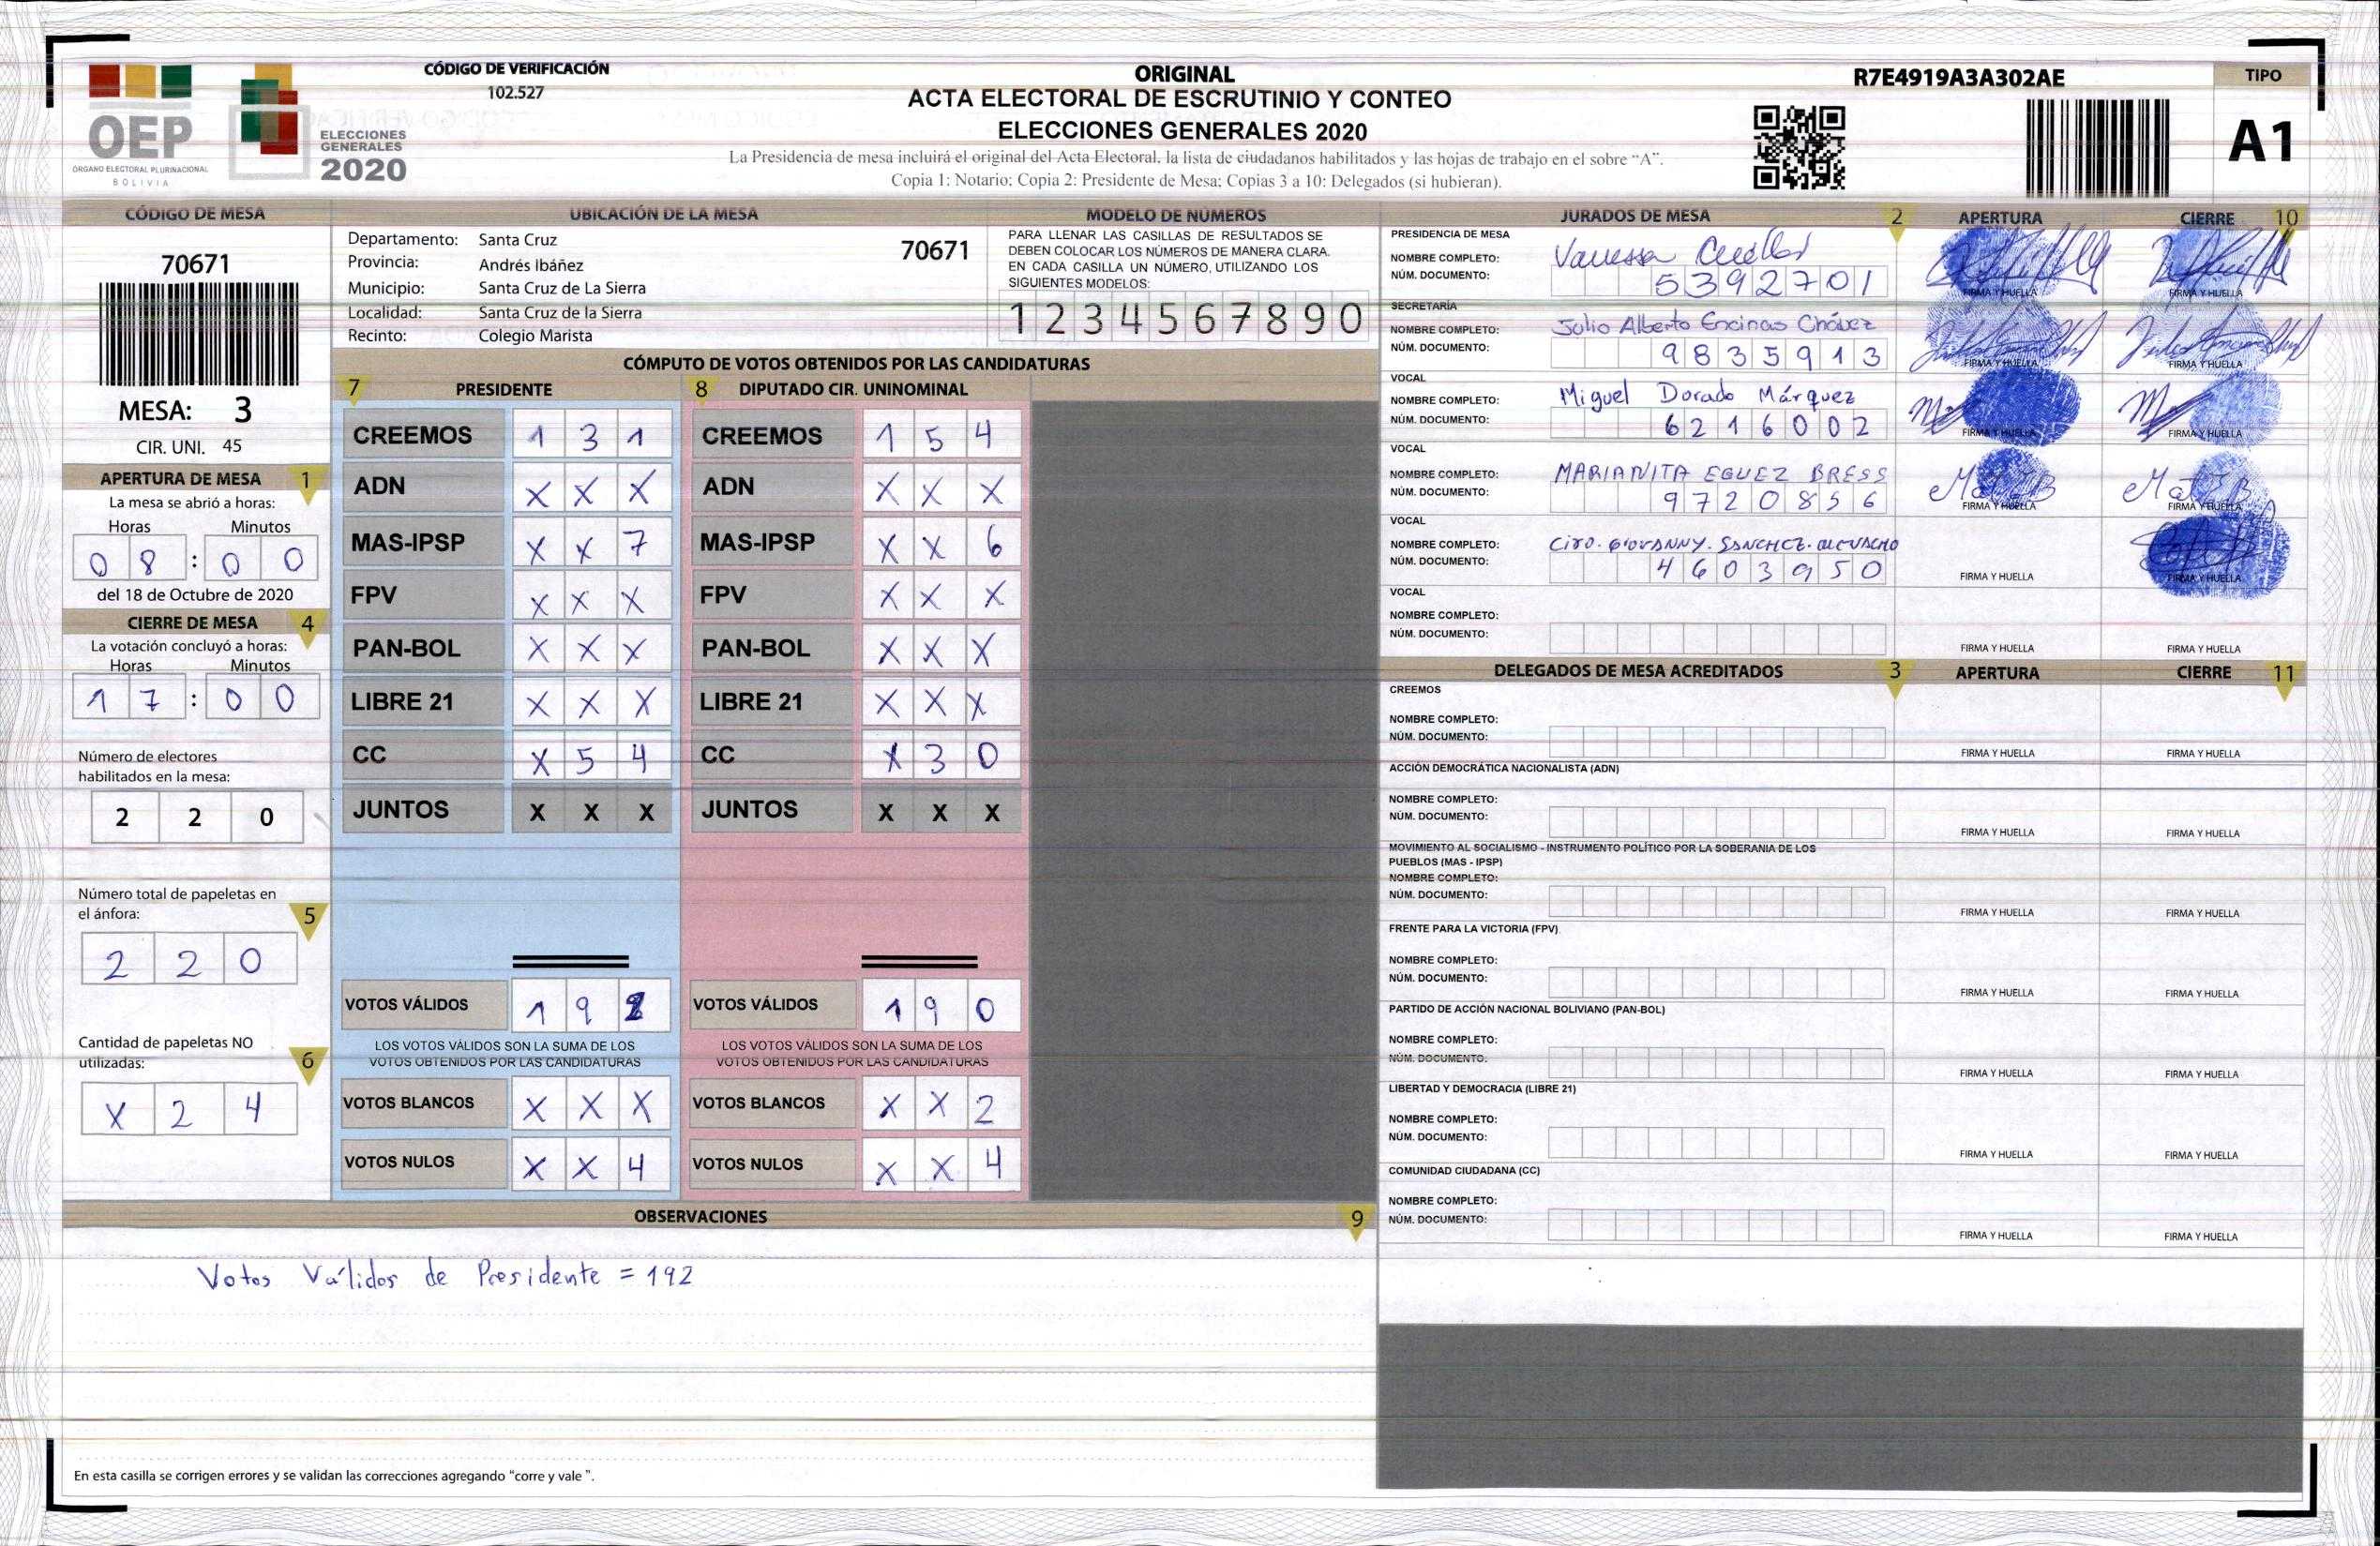 CÓDIGO DE VERIFICACIÓN
102.527
OEP
ÓRGANO ELECTORAL PLURINACIONAL
BOLIVIA
ELECCIONES
GENERALES
2020
ORIGINAL
ACTA ELECTORAL DE ESCRUTINIO Y CONTEO
ELECCIONES GENERALES 2020
La Presidencia de mesa incluirá el original del Acta Electoral, la lista de ciudadanos habilitados y las hojas de trabajo en el sobre “A”.
Copia 1: Notario; Copia 2: Presidente de Mesa; Copias 3 a 10: Delegados (si hubieran).
R7E4919A3A302AE
TIPO
A1
CÓDIGO DE MESA
70671
MESA: 3
CIR. UNI. 45
APERTURA DE MESA 1
La mesa se abrió a horas:
Horas Minutos
0 8 : 0 0
del 18 de Octubre de 2020
CIERRE DE MESA 4
La votación concluyó a horas:
Horas Minutos
1 7 : 0 0
Número de electores
habilitados en la mesa:
2 2 0
Número total de papeletas en
el ánfora: 5
2 2 0
Cantidad de papeletas NO
utilizadas: 6
X 2 4
UBICACIÓN DE LA MESA
Departamento: Santa Cruz 70671
Provincia: Andrés Ibáñez
Municipio: Santa Cruz de La Sierra
Localidad: Santa Cruz de la Sierra
Recinto: Colegio Marista
MODELO DE NÚMEROS
PARA LLENAR LAS CASILLAS DE RESULTADOS SE
DEBEN COLOCAR LOS NÚMEROS DE MANERA CLARA.
EN CADA CASILLA UN NÚMERO, UTILIZANDO LOS
SIGUIENTES MODELOS:
1 2 3 4 5 6 7 8 9 0
CÓMPUTO DE VOTOS OBTENIDOS POR LAS CANDIDATURAS
7 PRESIDENTE 8 DIPUTADO CIR. UNINOMINAL
CREEMOS 1 3 1 CREEMOS 1 5 4
ADN X X X ADN X X X
MAS-IPSP X X 7 MAS-IPSP X X 6
FPV X X X FPV X X X
PAN-BOL X X X PAN-BOL X X X
LIBRE 21 X X X LIBRE 21 X X X
CC X 5 4 CC X 3 0
JUNTOS X X X JUNTOS X X X
VOTOS VÁLIDOS 1 9 2 VOTOS VÁLIDOS 1 9 0
LOS VOTOS VÁLIDOS SON LA SUMA DE LOS LOS VOTOS VÁLIDOS SON LA SUMA DE LOS
VOTOS OBTENIDOS POR LAS CANDIDATURAS VOTOS OBTENIDOS POR LAS CANDIDATURAS
VOTOS BLANCOS X X X VOTOS BLANCOS X X 2
VOTOS NULOS X X 4 VOTOS NULOS X X 4
OBSERVACIONES 9
Votos Válidos de Presidente = 192
En esta casilla se corrigen errores y se validan las correcciones agregando “corre y vale ”.
JURADOS DE MESA 2 APERTURA CIERRE 10
PRESIDENCIA DE MESA
NOMBRE COMPLETO: Vanessa Cuellar
NÚM. DOCUMENTO: 5392701
FIRMA Y HUELLA FIRMA Y HUELLA
SECRETARÍA
NOMBRE COMPLETO: Julio Alberto Encinas Chávez
NÚM. DOCUMENTO: 9835913
FIRMA Y HUELLA FIRMA Y HUELLA
VOCAL
NOMBRE COMPLETO: Miguel Dorado Márquez
NÚM. DOCUMENTO: 6216002
FIRMA Y HUELLA FIRMA Y HUELLA
VOCAL
NOMBRE COMPLETO: MARIANITA EGUEZ BRESS
NÚM. DOCUMENTO: 9720856
FIRMA Y HUELLA FIRMA Y HUELLA
VOCAL
NOMBRE COMPLETO: Ciro. GIOVANNY. SANCHEZ.
NÚM. DOCUMENTO: 4603950
FIRMA Y HUELLA FIRMA Y HUELLA
VOCAL
NOMBRE COMPLETO:
NÚM. DOCUMENTO:
FIRMA Y HUELLA FIRMA Y HUELLA
DELEGADOS DE MESA ACREDITADOS 3 APERTURA CIERRE 11
CREEMOS
NOMBRE COMPLETO:
NÚM. DOCUMENTO:
FIRMA Y HUELLA FIRMA Y HUELLA
ACCIÓN DEMOCRÁTICA NACIONALISTA (ADN)
NOMBRE COMPLETO:
NÚM. DOCUMENTO:
FIRMA Y HUELLA FIRMA Y HUELLA
MOVIMIENTO AL SOCIALISMO - INSTRUMENTO POLÍTICO POR LA SOBERANIA DE LOS
PUEBLOS (MAS - IPSP)
NOMBRE COMPLETO:
NÚM. DOCUMENTO:
FIRMA Y HUELLA FIRMA Y HUELLA
FRENTE PARA LA VICTORIA (FPV)
NOMBRE COMPLETO:
NÚM. DOCUMENTO:
FIRMA Y HUELLA FIRMA Y HUELLA
PARTIDO DE ACCIÓN NACIONAL BOLIVIANO (PAN-BOL)
NOMBRE COMPLETO:
NÚM. DOCUMENTO:
FIRMA Y HUELLA FIRMA Y HUELLA
LIBERTAD Y DEMOCRACIA (LIBRE 21)
NOMBRE COMPLETO:
NÚM. DOCUMENTO:
FIRMA Y HUELLA FIRMA Y HUELLA
COMUNIDAD CIUDADANA (CC)
NOMBRE COMPLETO:
NÚM. DOCUMENTO:
FIRMA Y HUELLA FIRMA Y HUELLA